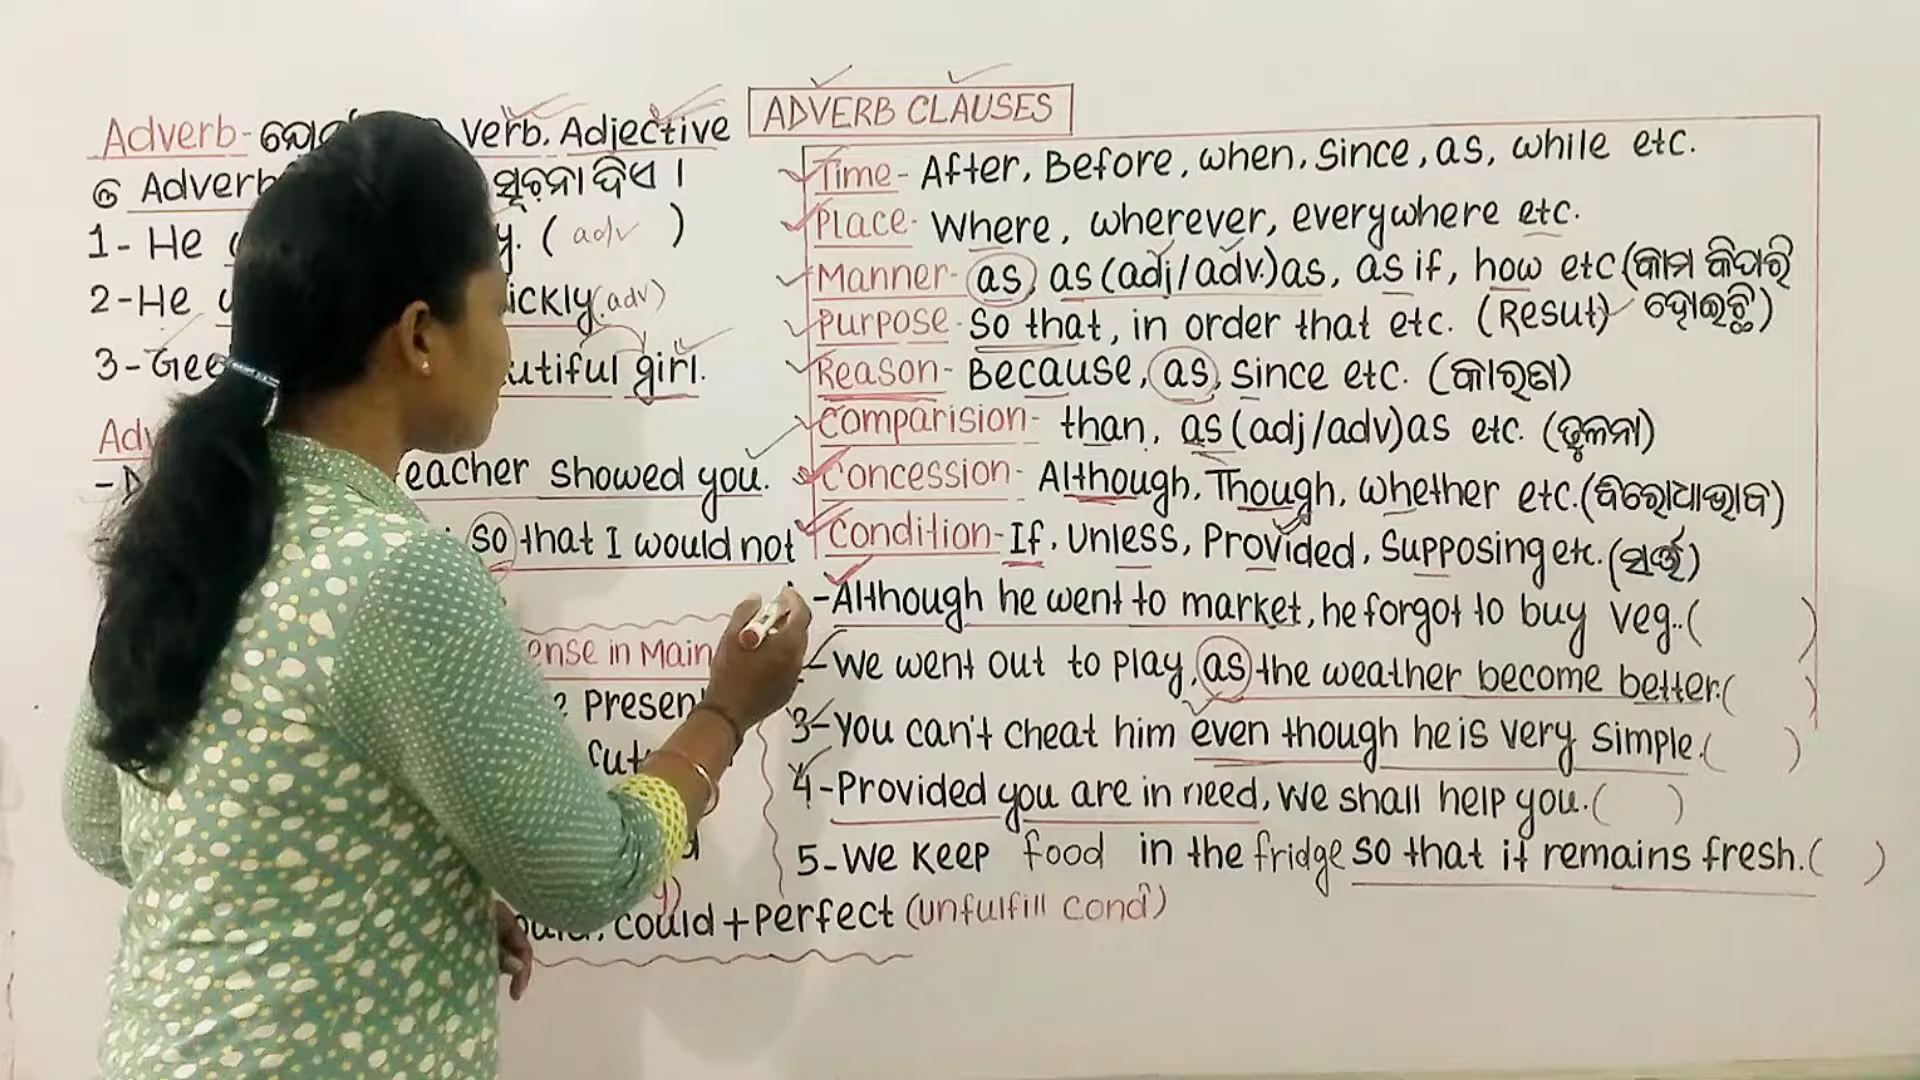 ADVERB CLAUSES
Adverb- verb. Adjective
ଓ Adverb ସୂଚନା ଦିଏ ।
1- He y. ( adv )
2-He ickly.(adv)
3-Gee utiful girl.
Adv
eacher showed you.
so that I would not
ense in Main
Presen
fut
could + Perfect (unfulfill cond)
Time- After, Before, when, since, as, while etc.
Place- Where, wherever, everywhere etc.
Manner- as, as (adj/adv.) as, as if, how etc (କାମ କିପରି ହୋଇଛି)
Purpose- so that, in order that etc. (Resut)
Reason- Because, as, since etc. (କାରଣ)
Comparision- than, as (adj/adv) as etc. (ତୁଳନା)
Concession- Although, Though, whether etc. (ବିରୋଧାଭାବ)
Condition- If, Unless, Provided, Supposing etc. (ସର୍ତ୍ତ)
-Although he went to market, he forgot to buy veg..( )
-We went out to play, as the weather become better.( )
3-You can't cheat him even though he is very simple.( )
4-Provided you are in need, we shall help you.( )
5-We Keep food in the fridge so that it remains fresh.( )